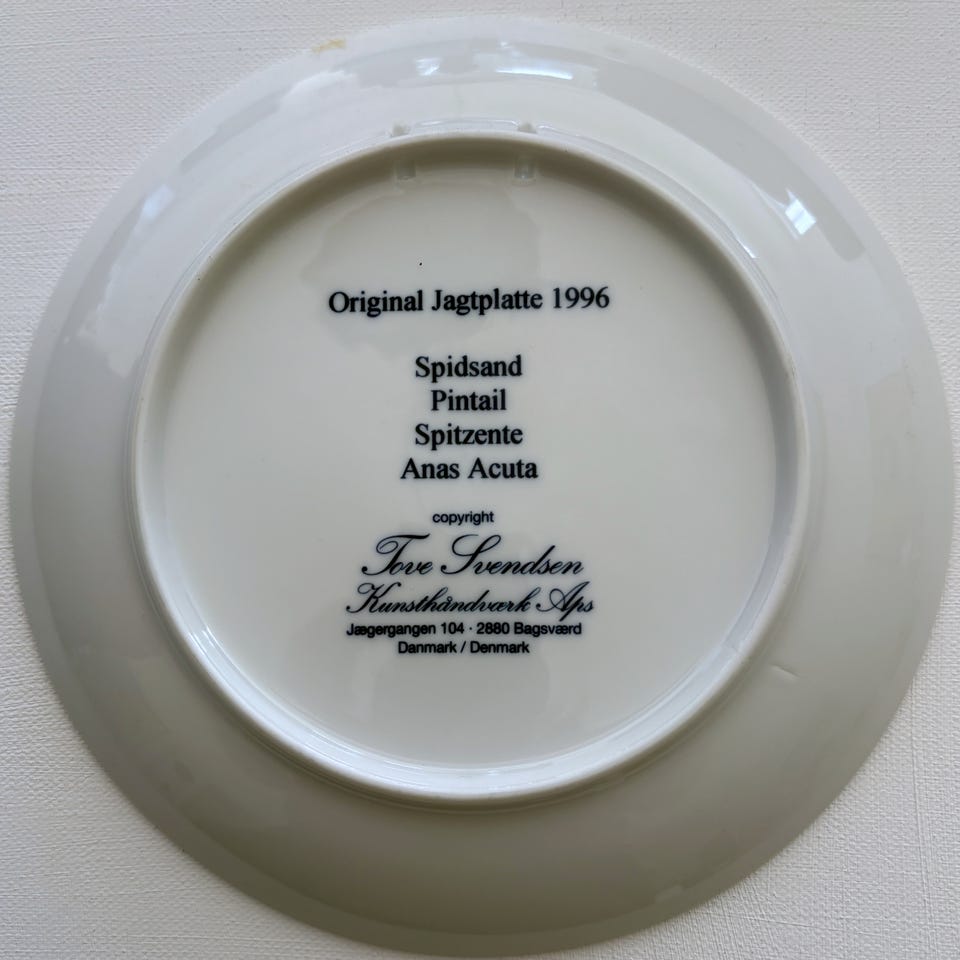 Original Jagtplatte 1996
Spidsand
Pintail
Spitzente
Anas Acuta
copyright
Tove Svendsen
Kunsthåndværk Aps
Jægergangen 104 · 2880 Bagsværd
Danmark / Denmark